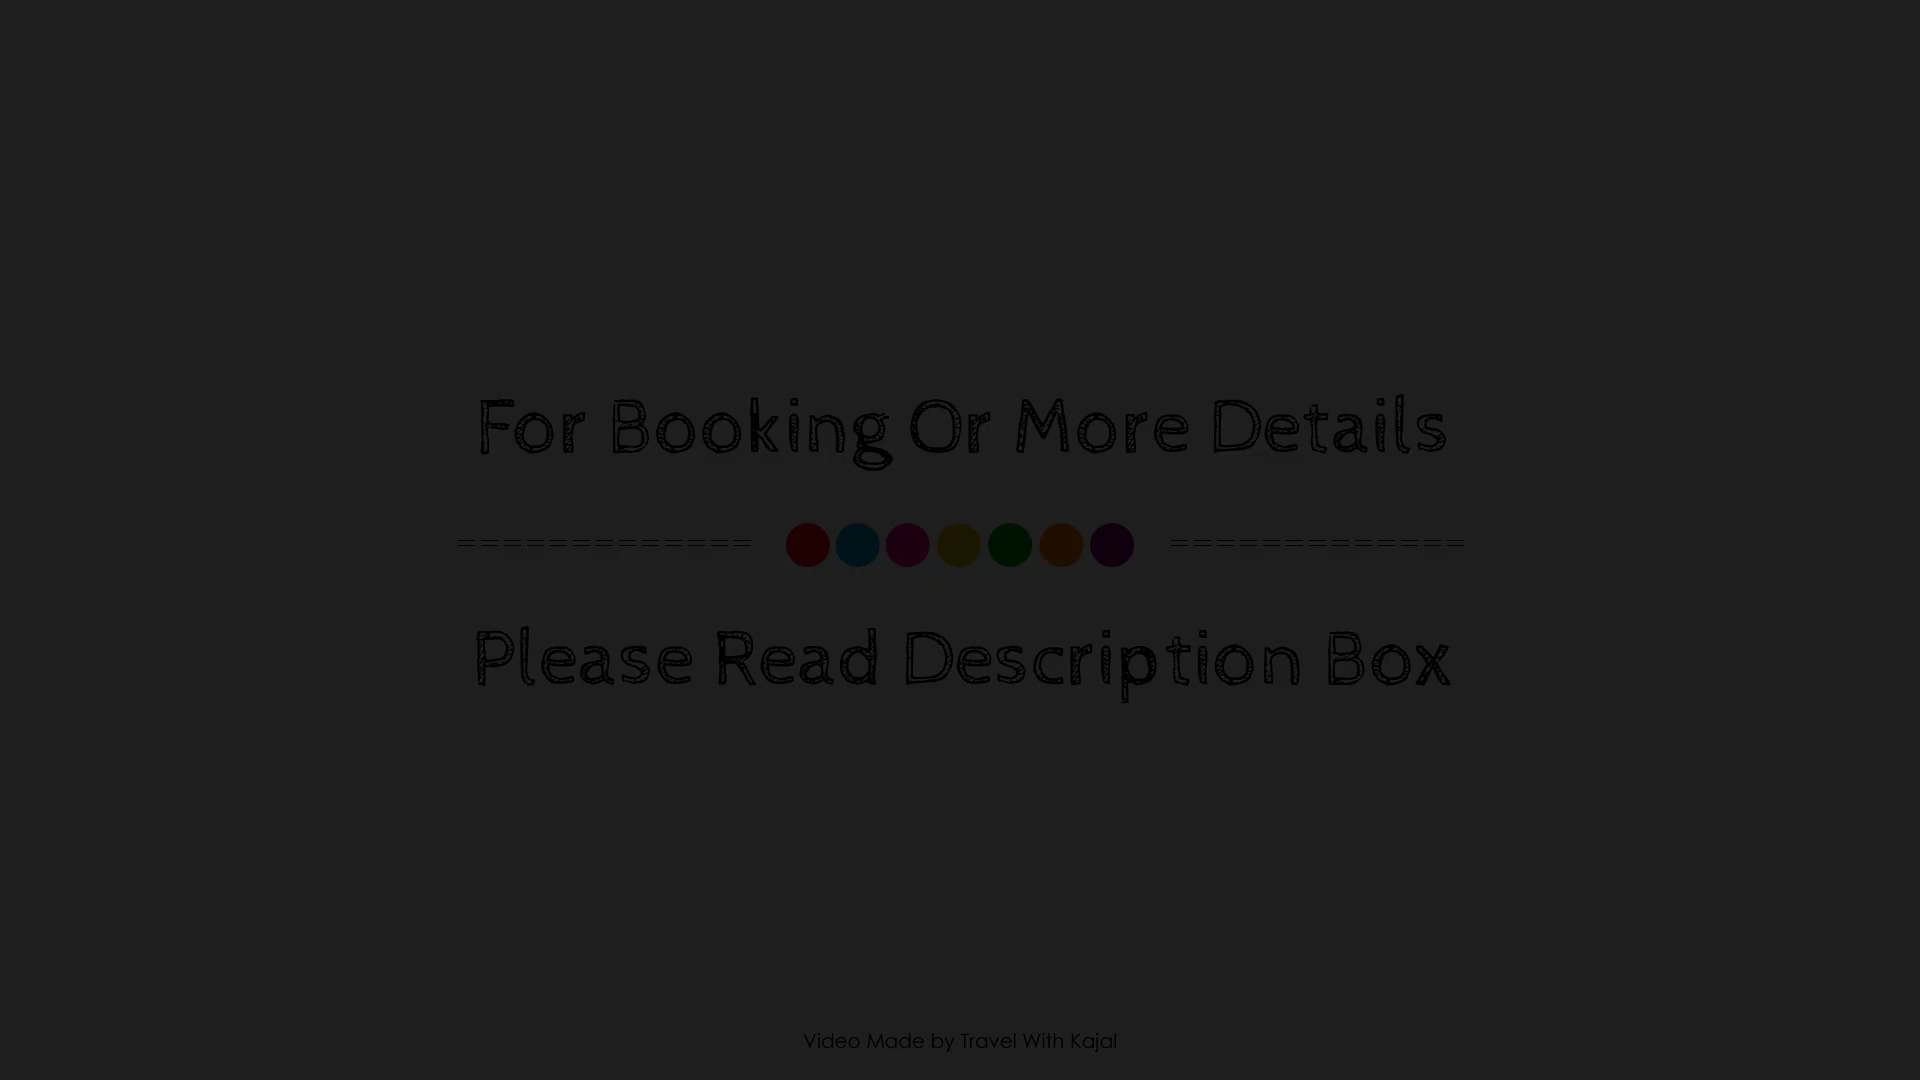 For Booking Or More Details
============= =============
Please Read Description Box
Video Made by Travel With Kajal